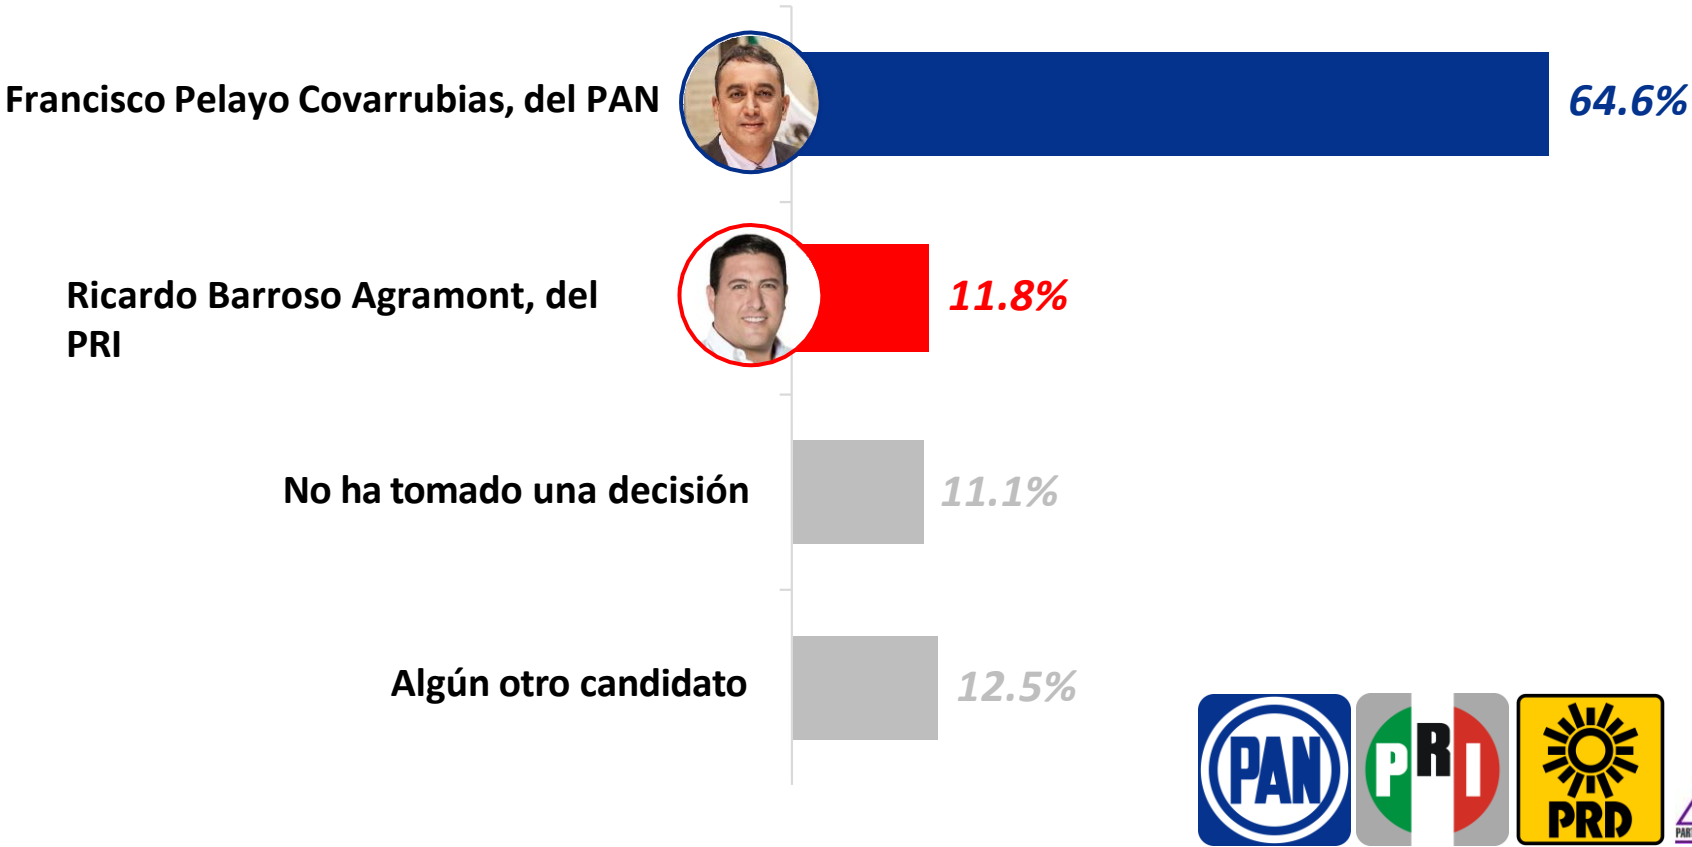 Francisco Pelayo Covarrubias, del PAN
64.6%
Ricardo Barroso Agramont, del
PRI
11.8%
No ha tomado una decisión
11.1%
Algún otro candidato
12.5%
PAN
PRI
PRD